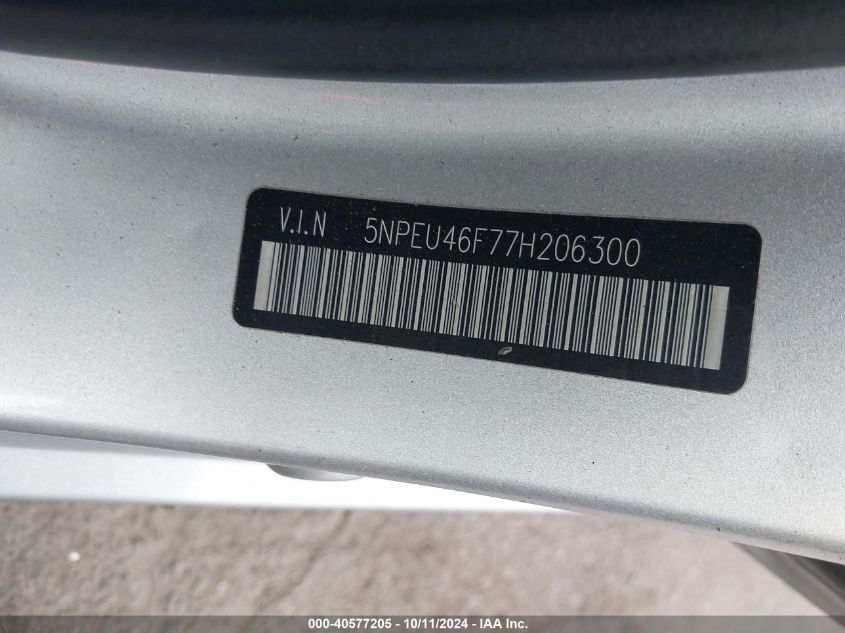 V.I.N 5NPEU46F77H206300
000-40577205 - 10/11/2024 - IAA Inc.